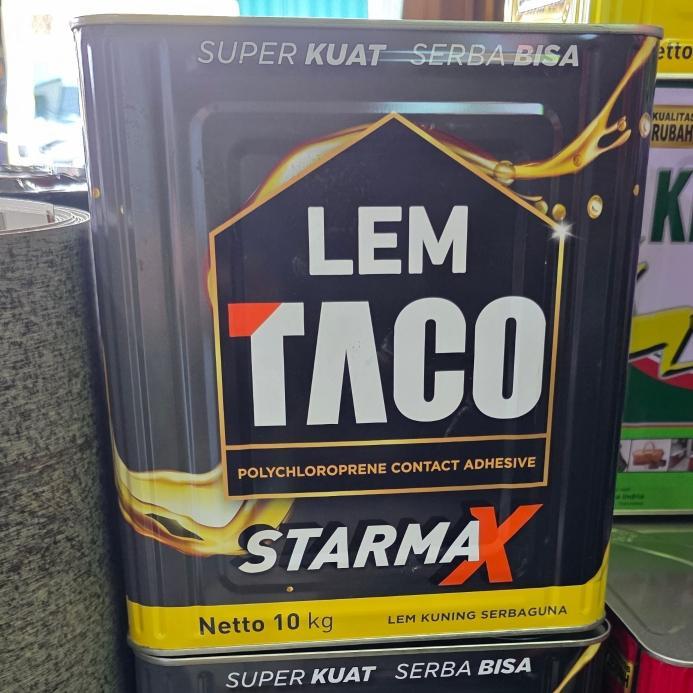 SUPER KUAT SERBA BISA
LEM
TACO
POLYCHLOROPRENE CONTACT ADHESIVE
STARMAX
Netto 10 kg
LEM KUNING SERBAGUNA
SUPER KUAT SERBA BISA
KUALITAS